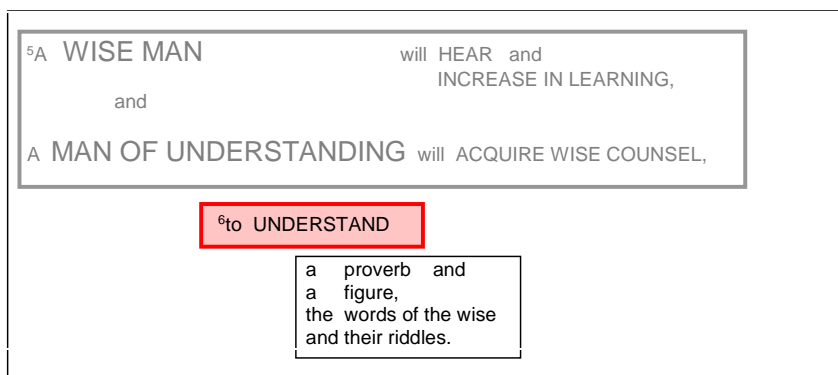 ⁵A WISE MAN will HEAR and
INCREASE IN LEARNING,
and
A MAN OF UNDERSTANDING will ACQUIRE WISE COUNSEL,
⁶to UNDERSTAND
a proverb and
a figure,
the words of the wise
and their riddles.